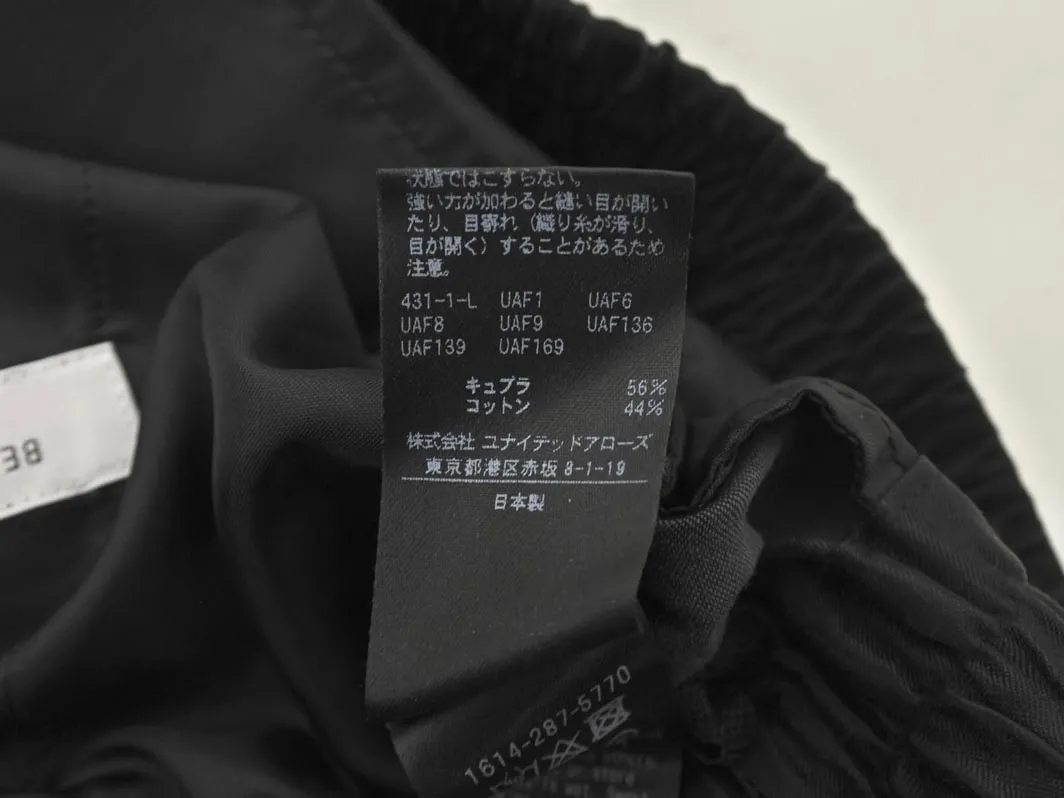 状態ではこすらない。
強い力が加わると縫い目が開い
たり、目寄れ（織り糸が滑り、
目が開く）することがあるため
注意。
431-1-L UAF1 UAF6
UAF8 UAF9 UAF136
UAF139 UAF169
キュプラ 56%
コットン 44%
株式会社 ユナイテッドアローズ
東京都港区赤坂 8-1-19
日本製
1614-287-5770
38
BE